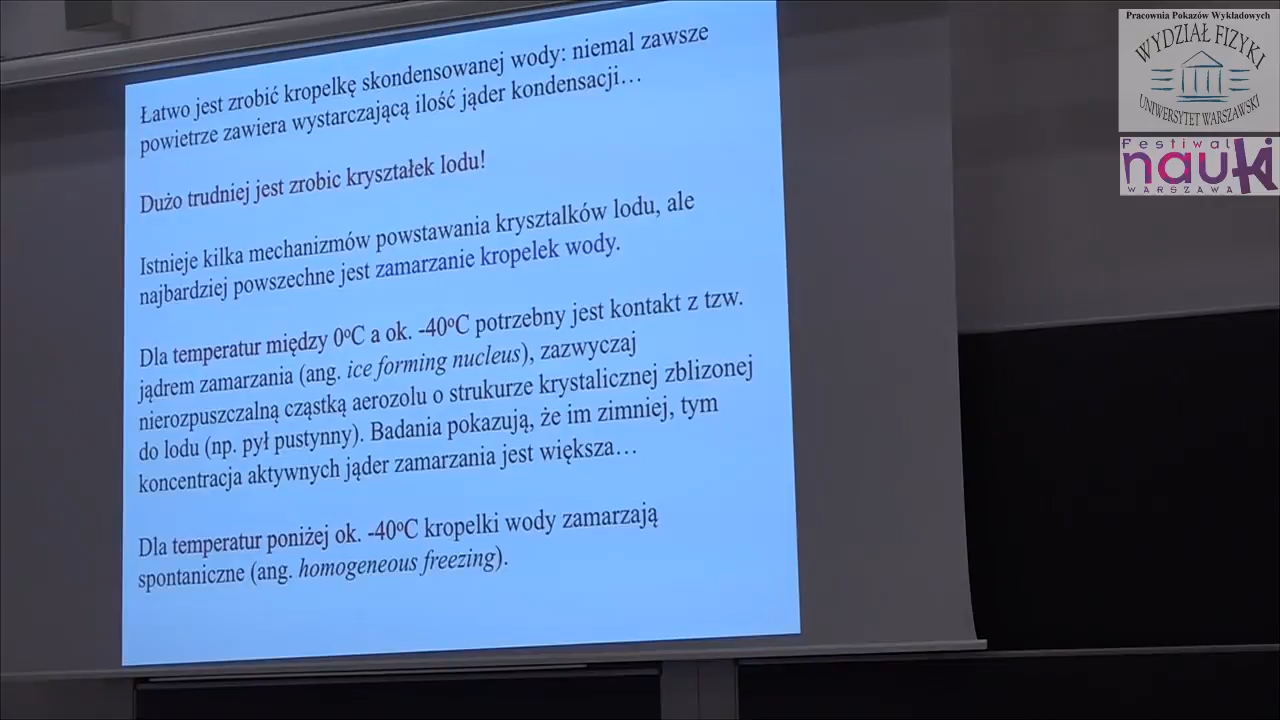 Pracownia Pokazów Wykładowych
WYDZIAŁ FIZYKI
UNIWERSYTET WARSZAWSKI
Festiwal
nauki
WARSZAWA
Łatwo jest zrobić kropelkę skondensowanej wody: niemal zawsze
powietrze zawiera wystarczającą ilość jąder kondensacji…
Dużo trudniej jest zrobic kryształek lodu!
Istnieje kilka mechanizmów powstawania krysztalków lodu, ale
najbardziej powszechne jest zamarzanie kropelek wody.
Dla temperatur między 0ºC a ok. -40ºC potrzebny jest kontakt z tzw.
jądrem zamarzania (ang. ice forming nucleus), zazwyczaj
nierozpuszczalną cząstką aerozolu o strukurze krystalicznej zblizonej
do lodu (np. pył pustynny). Badania pokazują, że im zimniej, tym
koncentracja aktywnych jąder zamarzania jest większa…
Dla temperatur poniżej ok. -40ºC kropelki wody zamarzają
spontaniczne (ang. homogeneous freezing).